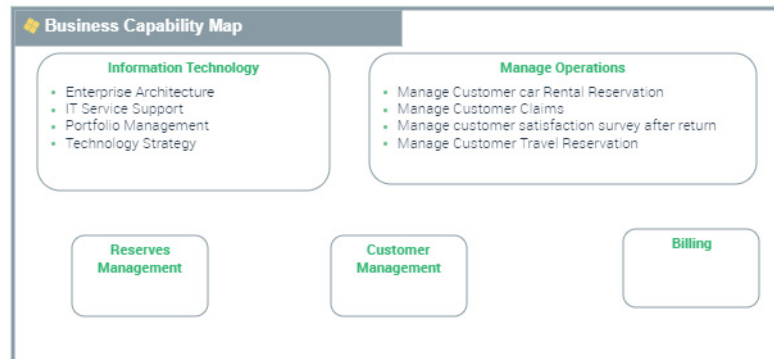 Business Capability Map
Information Technology
Enterprise Architecture
IT Service Support
Portfolio Management
Technology Strategy
Manage Operations
Manage Customer car Rental Reservation
Manage Customer Claims
Manage customer satisfaction survey after return
Manage Customer Travel Reservation
Reserves
Management
Customer
Management
Billing